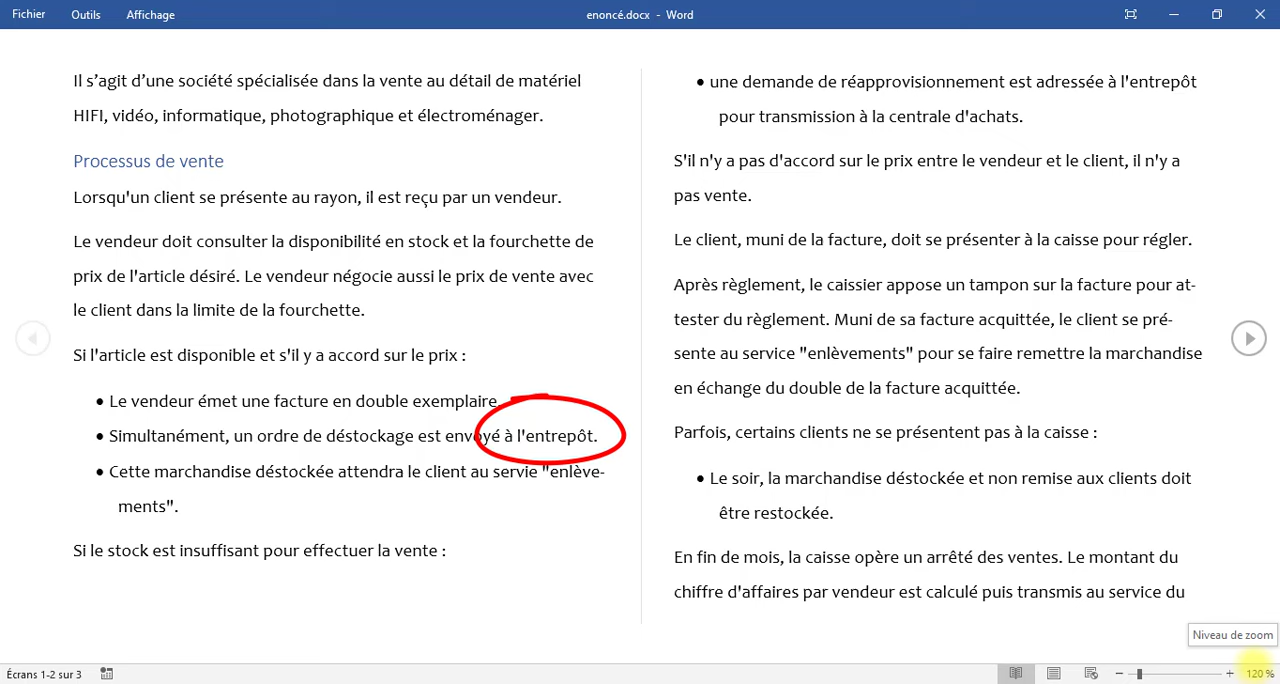 Fichier Outils Affichage enoncé.docx - Word
Il s’agit d’une société spécialisée dans la vente au détail de matériel
HIFI, vidéo, informatique, photographique et électroménager.
Processus de vente
Lorsqu'un client se présente au rayon, il est reçu par un vendeur.
Le vendeur doit consulter la disponibilité en stock et la fourchette de
prix de l'article désiré. Le vendeur négocie aussi le prix de vente avec
le client dans la limite de la fourchette.
Si l'article est disponible et s'il y a accord sur le prix :
• Le vendeur émet une facture en double exemplaire.
• Simultanément, un ordre de déstockage est envoyé à l'entrepôt.
• Cette marchandise déstockée attendra le client au servie "enlève-
ments".
Si le stock est insuffisant pour effectuer la vente :
• une demande de réapprovisionnement est adressée à l'entrepôt
pour transmission à la centrale d'achats.
S'il n'y a pas d'accord sur le prix entre le vendeur et le client, il n'y a
pas vente.
Le client, muni de la facture, doit se présenter à la caisse pour régler.
Après règlement, le caissier appose un tampon sur la facture pour at-
tester du règlement. Muni de sa facture acquittée, le client se pré-
sente au service "enlèvements" pour se faire remettre la marchandise
en échange du double de la facture acquittée.
Parfois, certains clients ne se présentent pas à la caisse :
• Le soir, la marchandise déstockée et non remise aux clients doit
être restockée.
En fin de mois, la caisse opère un arrêté des ventes. Le montant du
chiffre d'affaires par vendeur est calculé puis transmis au service du
Niveau de zoom
Écrans 1-2 sur 3
120 %